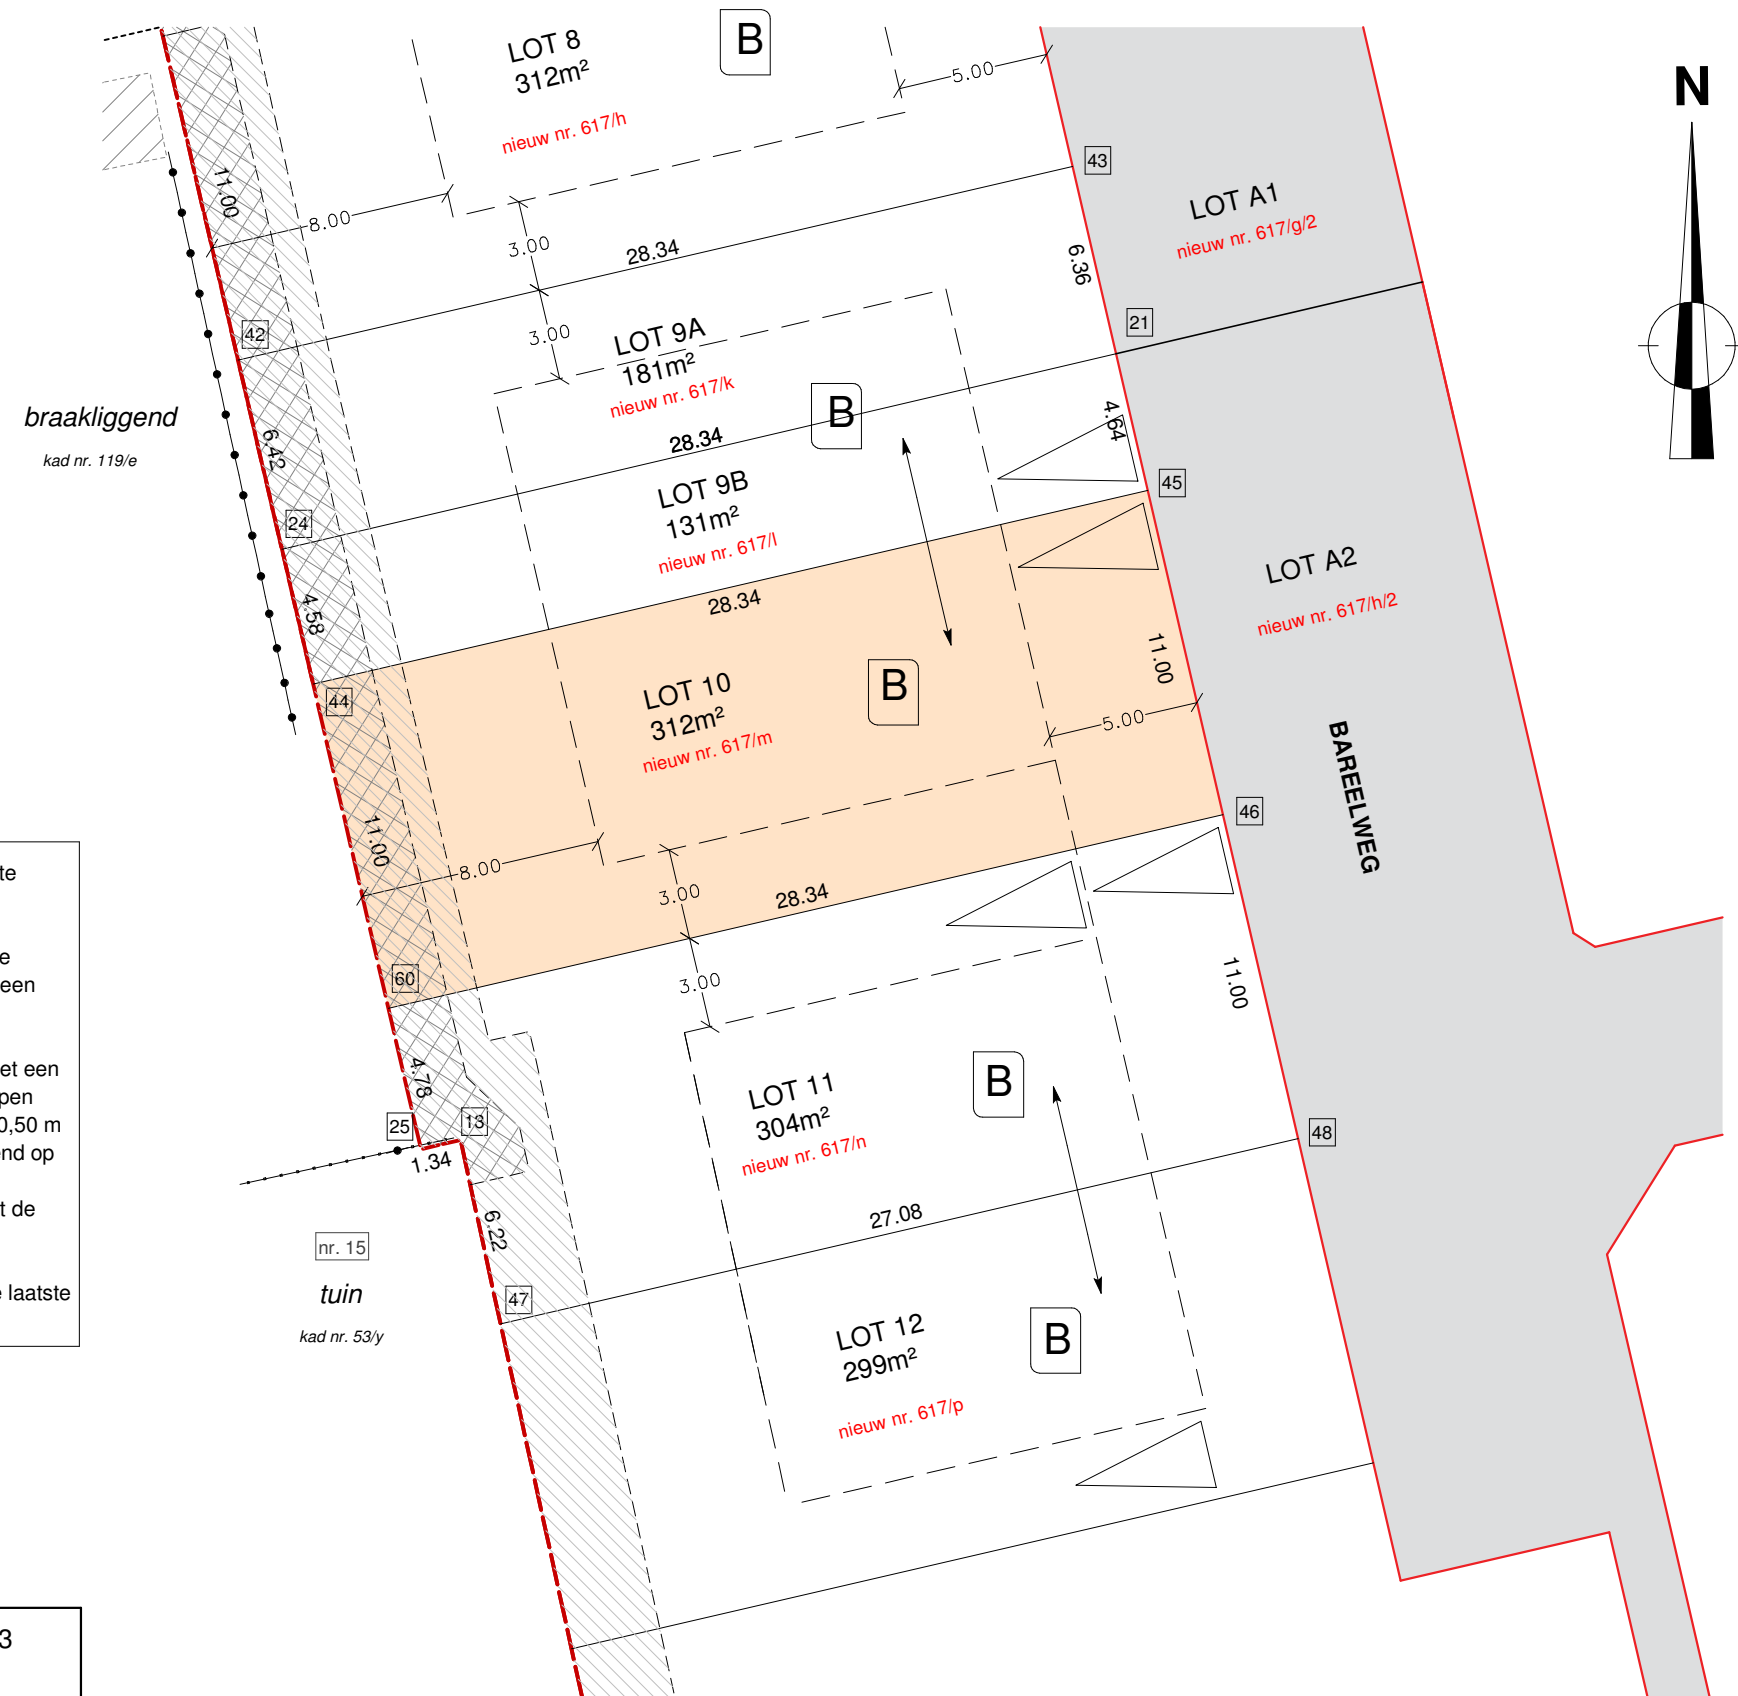 LOT 8
312m²
nieuw nr. 617/h
B
5.00
N
43
LOT A1
nieuw nr. 617/g/2
11.00
8.00
3.00
28.34
6.36
42
3.00
LOT 9A
181m²
nieuw nr. 617/k
21
braakliggend
kad nr. 119/e
6.42
28.34
B
4.64
24
LOT 9B
131m²
nieuw nr. 617/l
45
LOT A2
nieuw nr. 617/h/2
4.58
28.34
44
LOT 10
312m²
nieuw nr. 617/m
B
11.00
5.00
BAREELWEG
46
11.00
8.00
3.00
28.34
60
3.00
11.00
te
e
een
et een
pen
0,50 m
end op
t de
e laatste
4.78
25
13
1.34
LOT 11
304m²
nieuw nr. 617/n
B
48
6.22
27.08
nr. 15
tuin
kad nr. 53/y
47
LOT 12
299m²
nieuw nr. 617/p
B
3